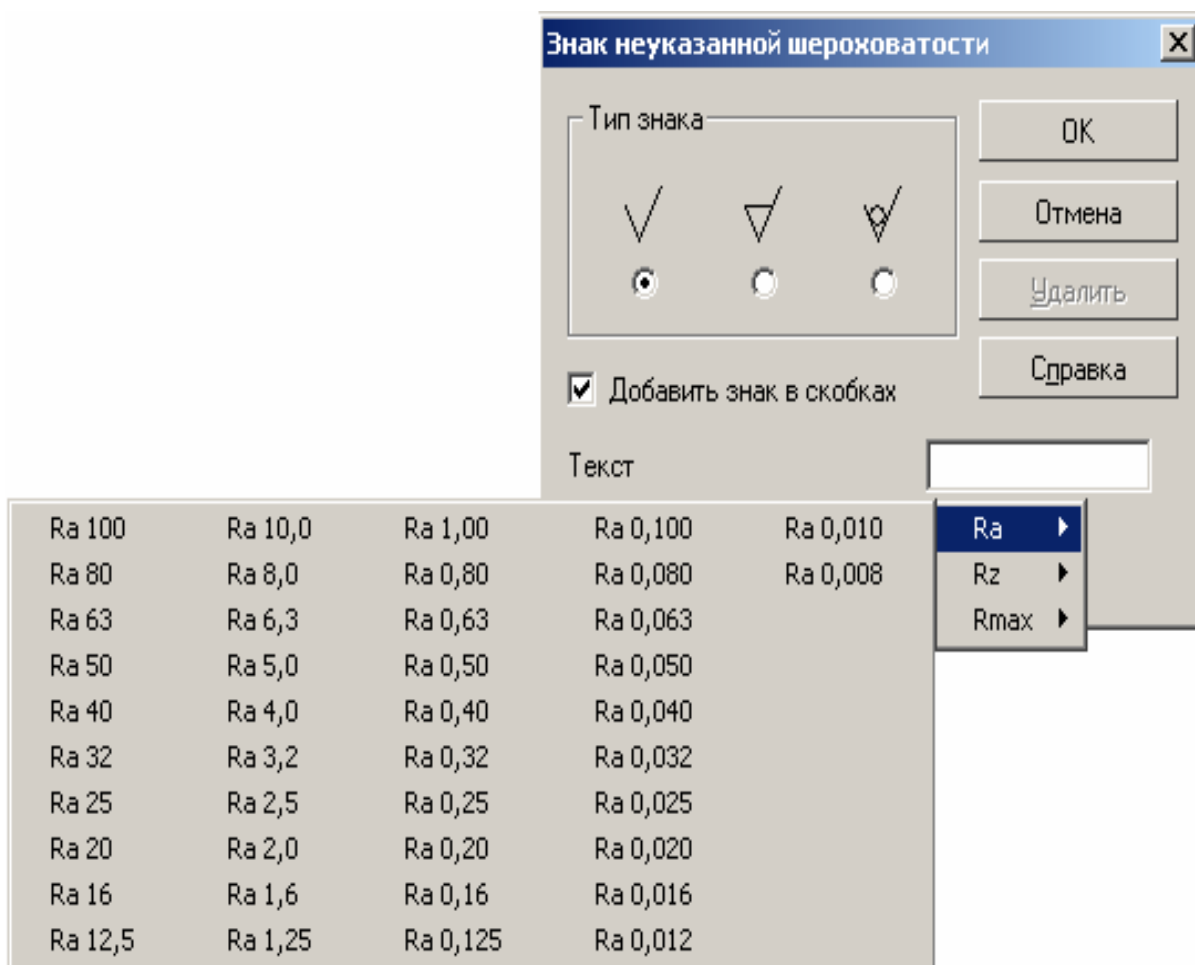 Знак неуказанной шероховатости
Тип знака
OK
Отмена
Удалить
Справка
Добавить знак в скобках
Текст
Ra 100 Ra 10,0 Ra 1,00 Ra 0,100 Ra 0,010 Ra
Ra 80 Ra 8,0 Ra 0,80 Ra 0,080 Ra 0,008 Rz
Ra 63 Ra 6,3 Ra 0,63 Ra 0,063 Rmax
Ra 50 Ra 5,0 Ra 0,50 Ra 0,050
Ra 40 Ra 4,0 Ra 0,40 Ra 0,040
Ra 32 Ra 3,2 Ra 0,32 Ra 0,032
Ra 25 Ra 2,5 Ra 0,25 Ra 0,025
Ra 20 Ra 2,0 Ra 0,20 Ra 0,020
Ra 16 Ra 1,6 Ra 0,16 Ra 0,016
Ra 12,5 Ra 1,25 Ra 0,125 Ra 0,012